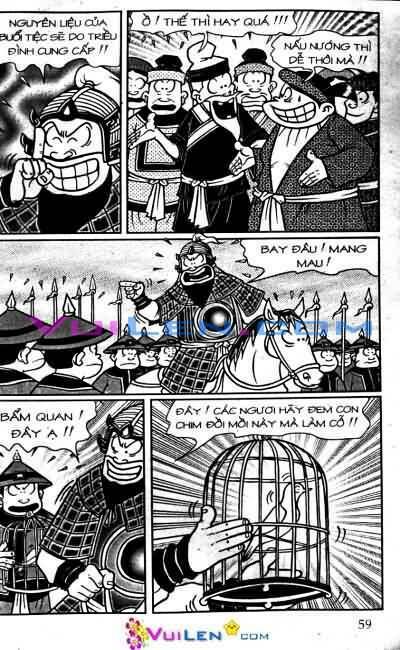 NGUYÊN LIỆU CỦA
BUỔI TIỆC SẼ DO TRIỀU
ĐÌNH CUNG CẤP!!
Ồ! THẾ THÌ HAY QUÁ!!!
NẤU NƯỚNG THÌ
DỄ THÔI MÀ!!
BAY ĐÂU! MANG
MAU!
VUILEN.COM
BẨM QUAN!
ĐÂY Ạ!!
ĐÂY! CÁC NGƯƠI HÃY ĐEM CON
CHIM ĐỒI MỒI NÀY MÀ LÀM CỖ!!
59
VUILEN.COM